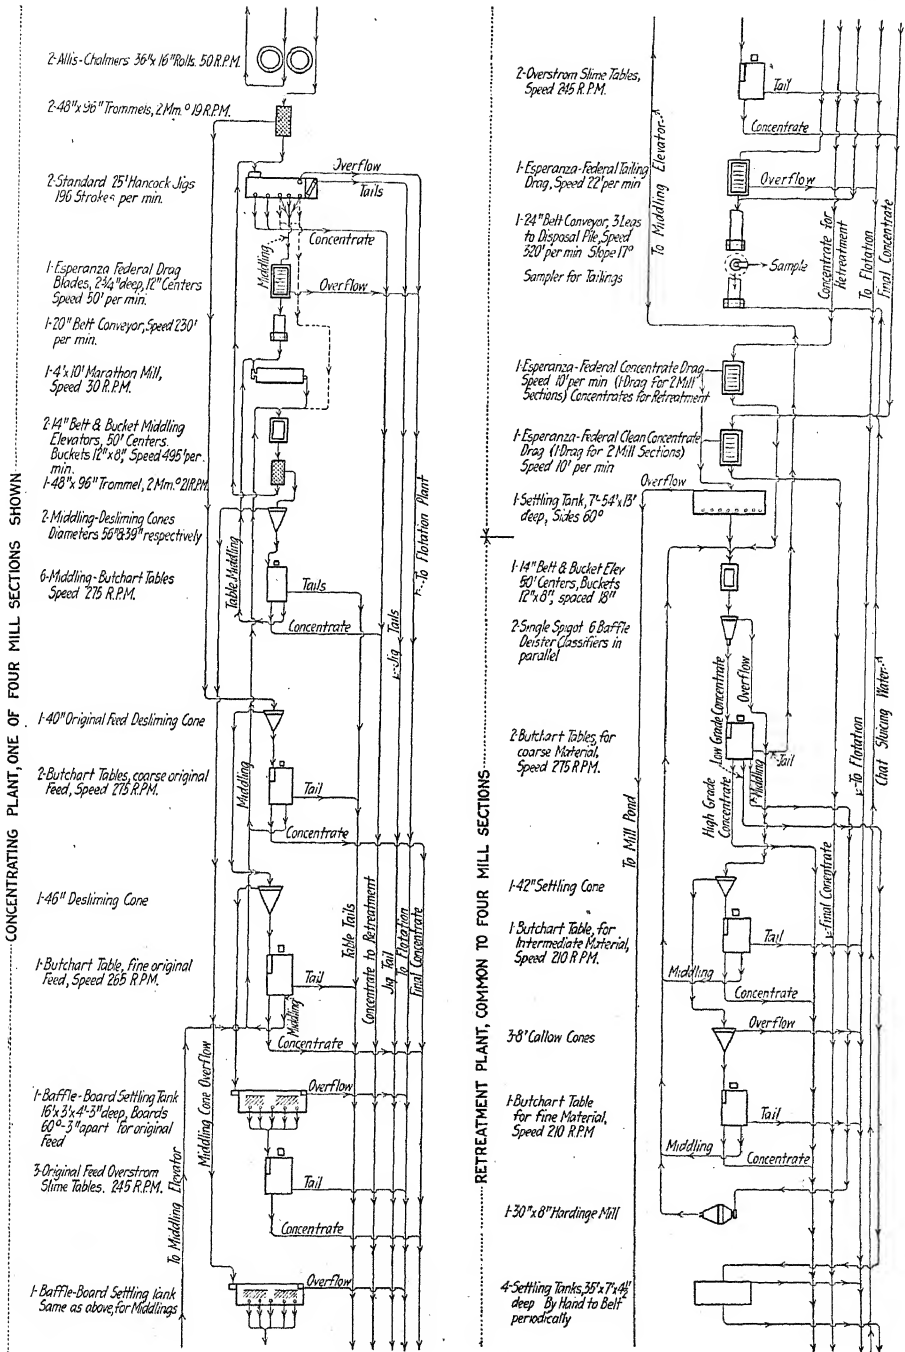 CONCENTRATING PLANT, ONE OF FOUR MILL SECTIONS SHOWN
2-Allis-Chalmers 36"x 16" Rolls. 50 R.P.M.
2-48"x 96" Trommels, 2 Mm.° 19 R.P.M.
2-Standard 25' Hancock Jigs
196 Strokes per min.
Overflow
Tails
Concentrate
Middling
1-Esperanza Federal Drag
Blades, 2¾" deep, 12" Centers
Speed 50' per min.
Overflow
1-20" Belt Conveyor, Speed 230'
per min.
1-4'x 10' Marathon Mill,
Speed 30 R.P.M.
2-14" Belt & Bucket Middling
Elevators, 50' Centers.
Buckets 12"x8", Speed 495' per
min.
1-48"x 96" Trommel, 2 Mm.° 21 R.P.M.
2-Middling-Desliming Cones
Diameters 56" & 39" respectively
6-Middling-Butchart Tables
Speed 275 R.P.M.
Table Middling
Tails
Concentrate
Jig Tails
To Flotation Plant
1-40" Original Feed Desliming Cone
2-Butchart Tables, coarse original
Feed, Speed 275 R.P.M.
Middling
Tail
Concentrate
1-46" Desliming Cone
1-Butchart Table, fine original
Feed, Speed 265 R.P.M.
Tail
Middling
Concentrate
Table Tails
Concentrate to Retreatment
Jig Tail
To Flotation
Final Concentrate
1-Baffle-Board Settling Tank
16'x 3'x 4'-3" deep, Boards
60°-3" apart for original
Feed
Overflow
Middling Cone Overflow
To Middling Elevator
3-Original Feed Overstrom
Slime Tables. 245 R.P.M.
Tail
Concentrate
1-Baffle-Board Settling Tank
Same as above, for Middlings
Overflow
RETREATMENT PLANT, COMMON TO FOUR MILL SECTIONS
2-Overstrom Slime Tables,
Speed 245 R.P.M.
Tail
Concentrate
To Middling Elevator
1-Esperanza-Federal Tailing
Drag, Speed 22' per min
Overflow
1-24" Belt Conveyor, 3 Legs
to Disposal Pile, Speed
320' per min Slope 17°
Sampler for Tailings
Sample
Concentrate for
Retreatment
To Flotation
Final Concentrate
1-Esperanza-Federal Concentrate Drag
Speed 10' per min (1-Drag for 2 Mill
Sections) Concentrates for Retreatment
1-Esperanza-Federal Clean Concentrate
Drag (1-Drag for 2 Mill Sections)
Speed 10' per min
Overflow
1-Settling Tank, 7'-5¼"x 13'
deep, Sides 60°
1-14" Belt & Bucket Elev
50' Centers, Buckets
12"x 8", spaced 18"
2-Single Spigot 6 Baffle
Deister Classifiers in
parallel
Overflow
Low Grade Concentrate
High Grade
Concentrate
Middling
Tail
2-Butchart Tables, for
coarse Material,
Speed 275 R.P.M.
To Mill Pond
To Flotation
Chat Sluicing Water
1-42" Settling Cone
1-Butchart Table, for
Intermediate Material,
Speed 210 R.P.M.
Tail
Middling
Concentrate
Final Concentrate
3-8' Callow Cones
Overflow
1-Butchart Table
for fine Material,
Speed 210 R.P.M
Tail
Middling
Concentrate
1-30"x 8" Hardinge Mill
4-Settling Tanks, 35'x 7'x 4½'
deep By Hand to Belt
periodically